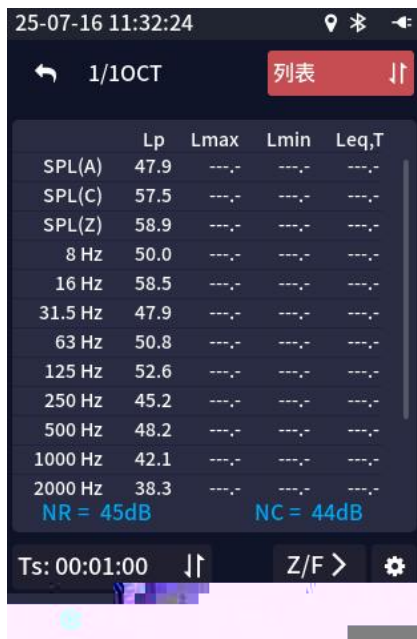 25-07-16 11:32:24
1/1OCT 列表
Lp Lmax Lmin Leq,T
SPL(A) 47.9 ---.- ---.- ---.-
SPL(C) 57.5 ---.- ---.- ---.-
SPL(Z) 58.9 ---.- ---.- ---.-
8 Hz 50.0 ---.- ---.- ---.-
16 Hz 58.5 ---.- ---.- ---.-
31.5 Hz 47.9 ---.- ---.- ---.-
63 Hz 50.8 ---.- ---.- ---.-
125 Hz 52.6 ---.- ---.- ---.-
250 Hz 45.2 ---.- ---.- ---.-
500 Hz 48.2 ---.- ---.- ---.-
1000 Hz 42.1 ---.- ---.- ---.-
2000 Hz 38.3 ---.- ---.- ---.-
NR = 45dB NC = 44dB
Ts: 00:01:00 Z/F